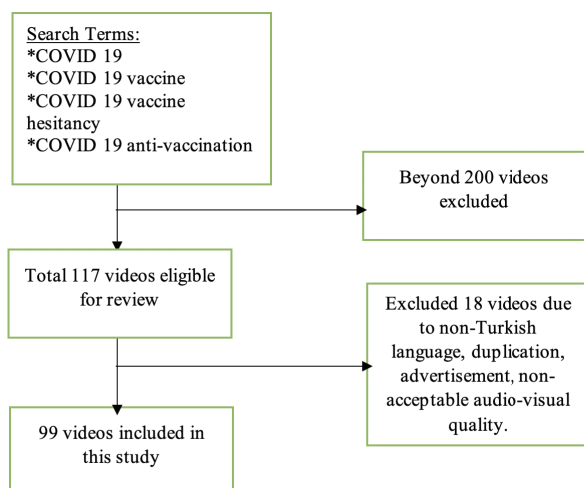 Search Terms:
*COVID 19
*COVID 19 vaccine
*COVID 19 vaccine
hesitancy
*COVID 19 anti-vaccination
Beyond 200 videos
excluded
Total 117 videos eligible
for review
Excluded 18 videos due
to non-Turkish
language, duplication,
advertisement, non-
acceptable audio-visual
quality.
99 videos included in
this study